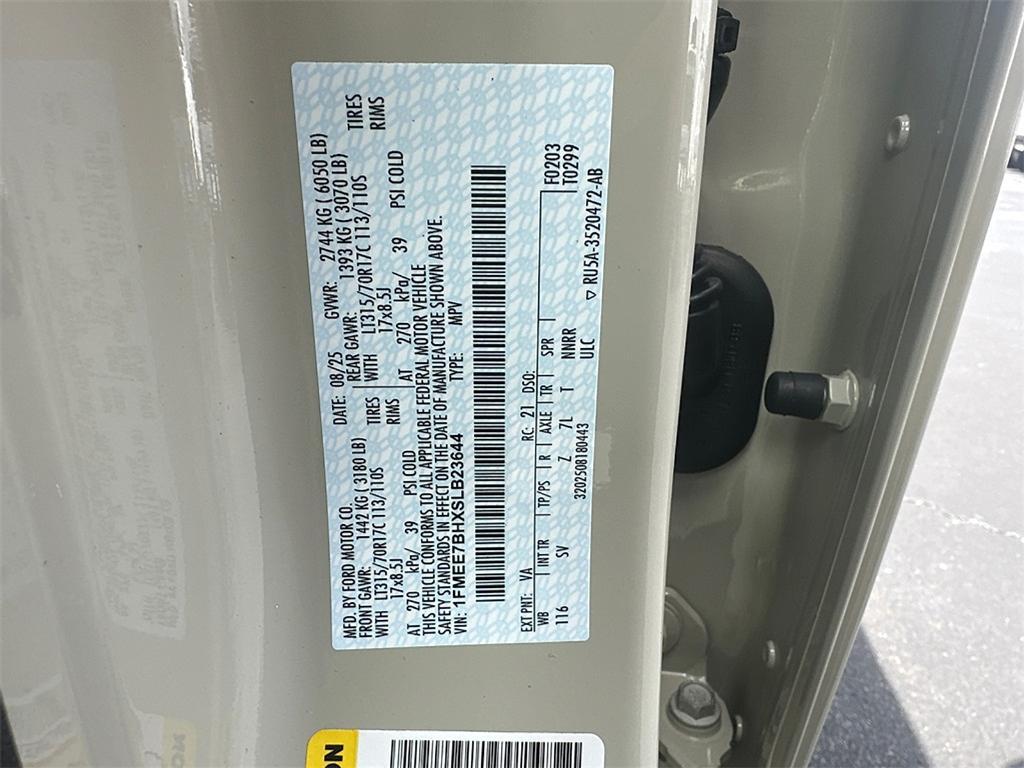 MFD. BY FORD MOTOR CO. DATE: 08/25 GVWR: 2744 KG ( 6050 LB)
FRONT GAWR: 1442 KG ( 3180 LB) REAR GAWR: 1393 KG ( 3070 LB)
WITH LT315/70R17C 113/110S TIRES WITH LT315/70R17C 113/110S TIRES
17x8.5J RIMS 17x8.5J RIMS
AT 270 kPa/ 39 PSI COLD AT 270 kPa/ 39 PSI COLD
THIS VEHICLE CONFORMS TO ALL APPLICABLE FEDERAL MOTOR VEHICLE
SAFETY STANDARDS IN EFFECT ON THE DATE OF MANUFACTURE SHOWN ABOVE.
VIN: 1FMEE7BHXSLB23644 TYPE: MPV
EXT PNT: VA RC: 21 DSO: F0203
WB INT TR TP/PS R AXLE TR SPR T0299
116 SV Z 7L T NNRR
ULC
3202508180443 ▽ RU5A-3520472-AB